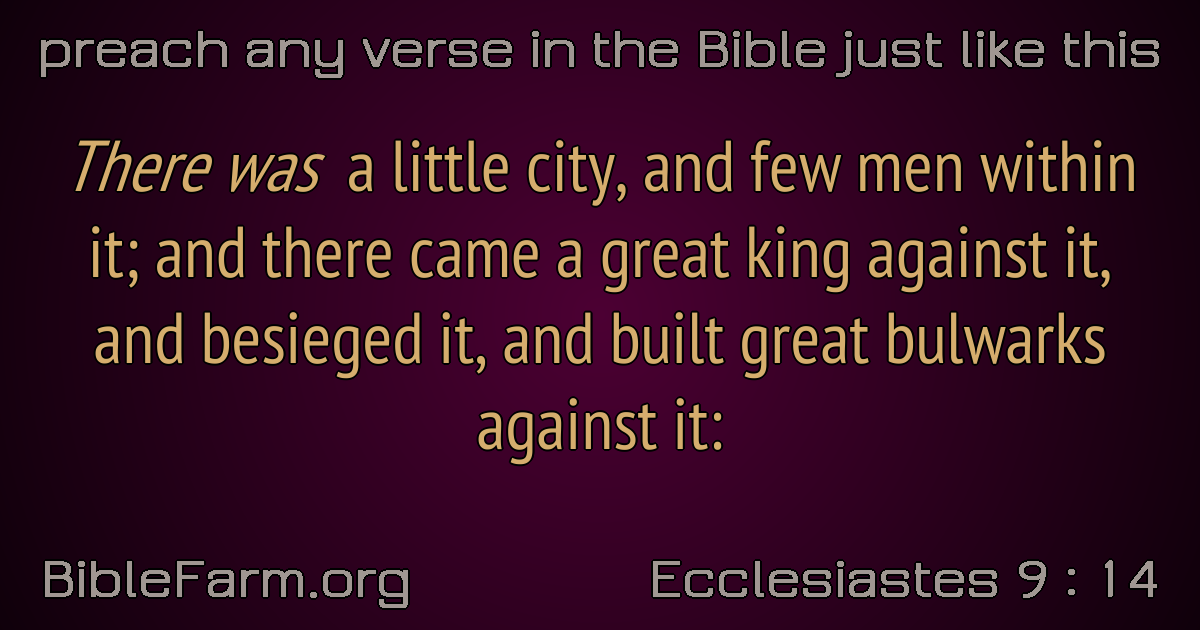 preach any verse in the Bible just like this
There was a little city, and few men within
it; and there came a great king against it,
and besieged it, and built great bulwarks
against it:
BibleFarm.org
Ecclesiastes 9 : 14